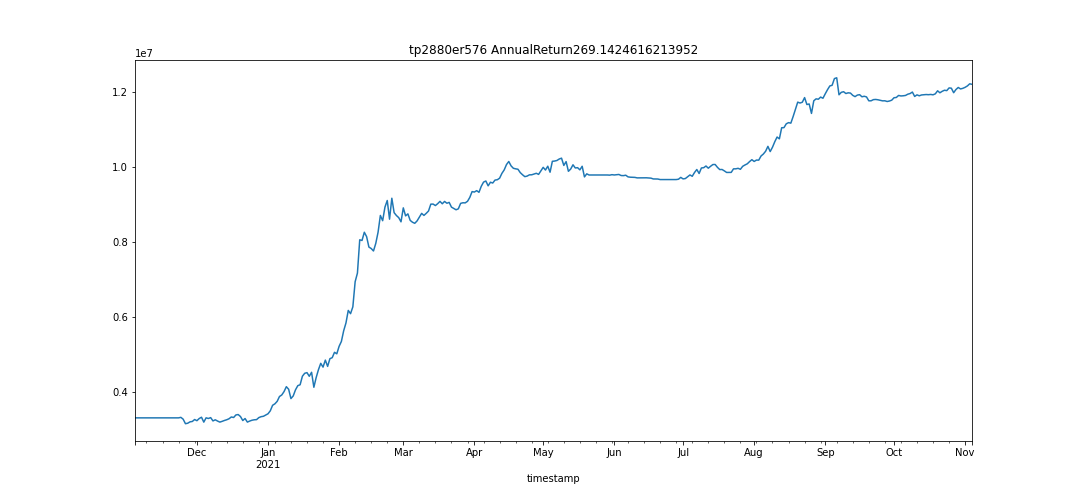 tp2880er576 AnnualReturn269.1424616213952
1e7
1.2
1.0
0.8
0.6
0.4
Dec Jan Feb Mar Apr May Jun Jul Aug Sep Oct Nov
2021
timestamp